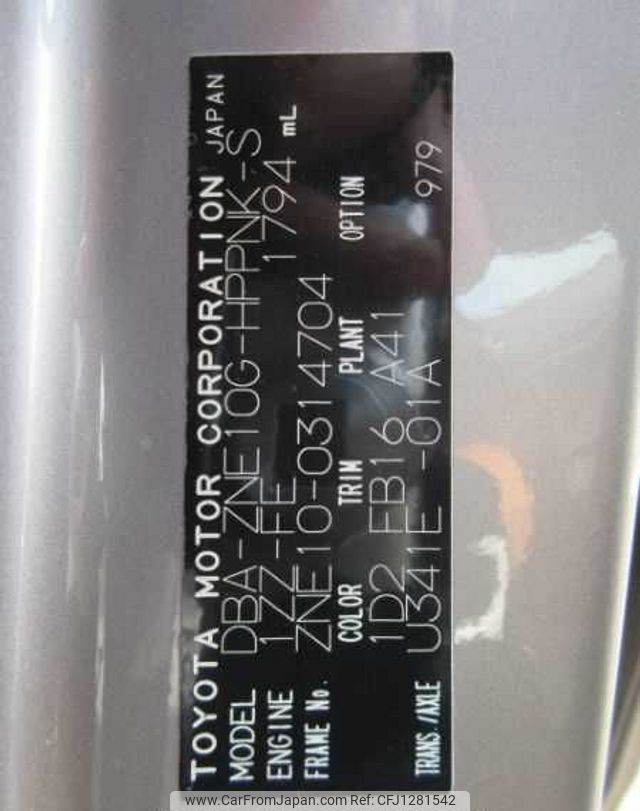 TOYOTA MOTOR CORPORATION JAPAN
MODEL DBA-ZNE10G-HPPNK-S
ENGINE 1ZZ-FE 1794 mL
FRAME No. ZNE10-0314704
COLOR TRIM PLANT OPTION
1D2 FB16 A41
TRANS/AXLE U341E -01A 979
www.CarFromJapan.com CFJ1281542